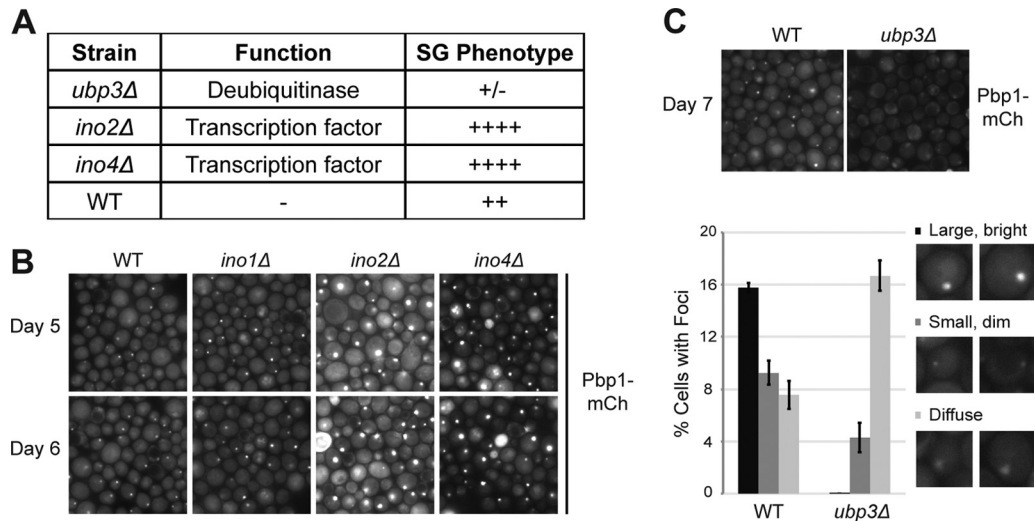 A
Strain Function SG Phenotype
ubp3Δ Deubiquitinase +/-
ino2Δ Transcription factor ++++
ino4Δ Transcription factor ++++
WT - ++
B
WT ino1Δ ino2Δ ino4Δ
Day 5
Day 6
Pbp1-
mCh
C
WT ubp3Δ
Day 7
Pbp1-
mCh
% Cells with Foci
20
16
12
8
4
0
WT ubp3Δ
Large, bright
Small, dim
Diffuse